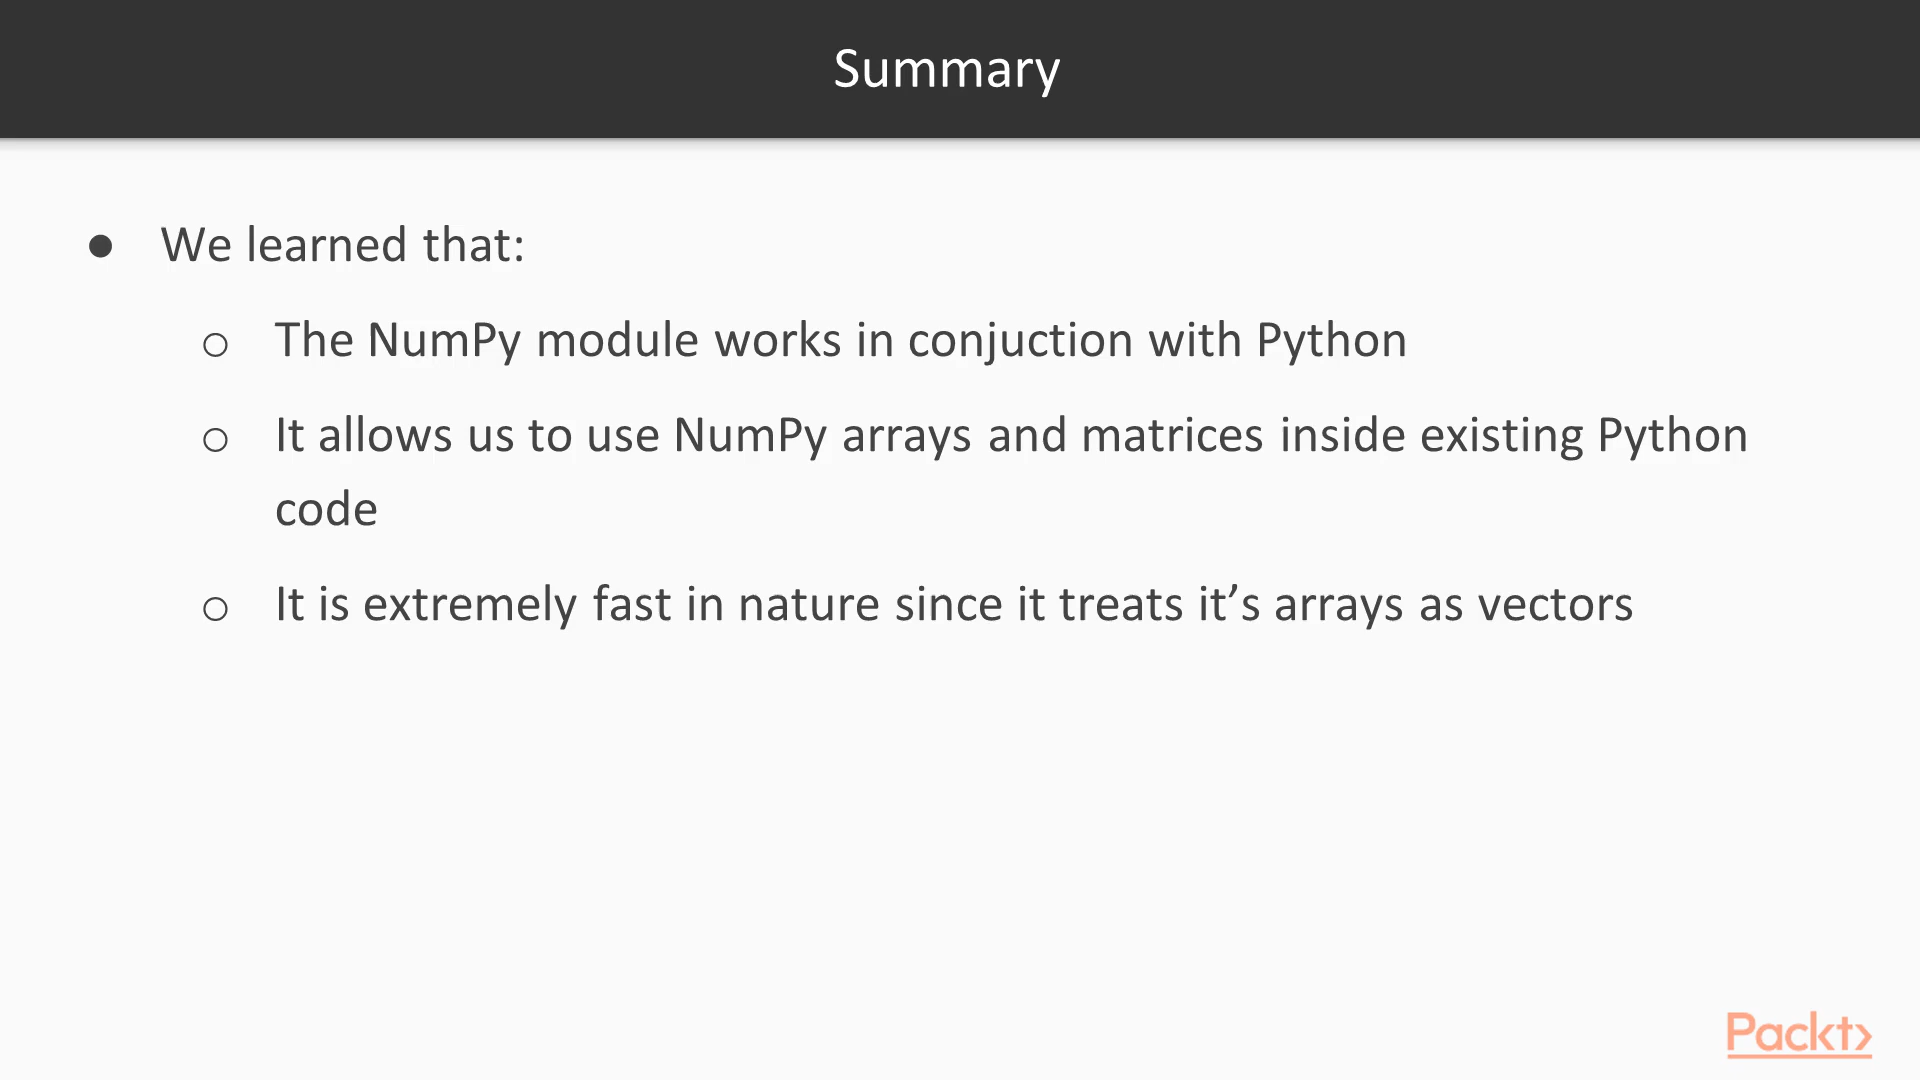 Summary
● We learned that:
○ The NumPy module works in conjuction with Python
○ It allows us to use NumPy arrays and matrices inside existing Python
code
○ It is extremely fast in nature since it treats it’s arrays as vectors
Packt>